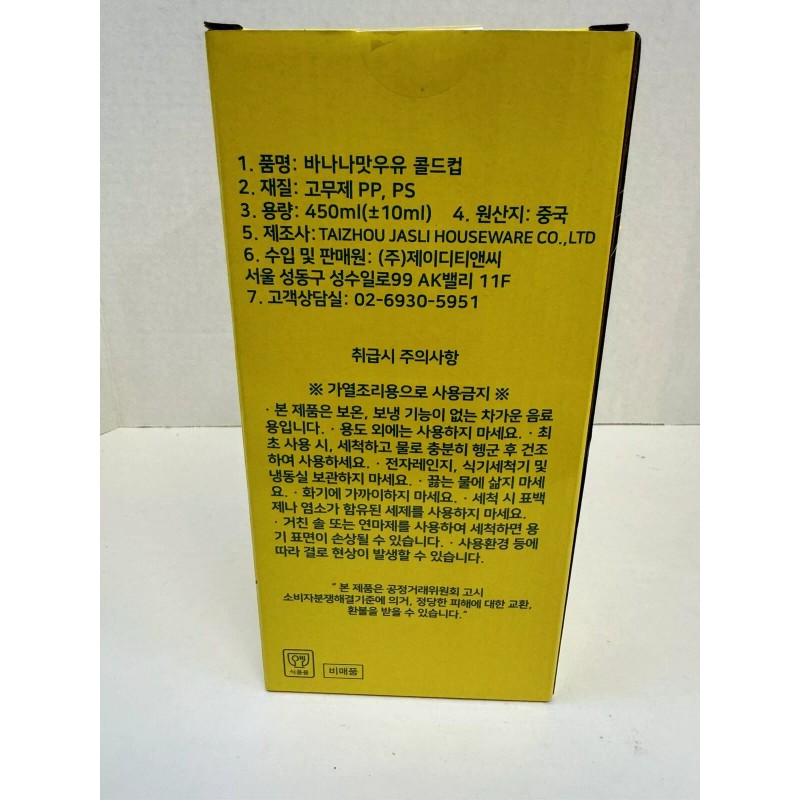 1. 품명: 바나나맛우유 콜드컵
2. 재질: 고무제 PP, PS
3. 용량: 450ml(±10ml) 4. 원산지: 중국
5. 제조사: TAIZHOU JASLI HOUSEWARE CO.,LTD
6. 수입 및 판매원: (주)제이디티앤씨
서울 성동구 성수일로99 AK밸리 11F
7. 고객상담실: 02-6930-5951
취급시 주의사항
※ 가열조리용으로 사용금지 ※
· 본 제품은 보온, 보냉 기능이 없는 차가운 음료
용입니다. · 용도 외에는 사용하지 마세요. · 최
초 사용 시, 세척하고 물로 충분히 헹군 후 건조
하여 사용하세요. · 전자레인지, 식기세척기 및
냉동실 보관하지 마세요. · 끓는 물에 삶지 마세
요. · 화기에 가까이하지 마세요. · 세척 시 표백
제나 염소가 함유된 세제를 사용하지 마세요.
· 거친 솔 또는 연마제를 사용하여 세척하면 용
기 표면이 손상될 수 있습니다. · 사용환경 등에
따라 결로 현상이 발생할 수 있습니다.
" 본 제품은 공정거래위원회 고시
소비자분쟁해결기준에 의거, 정당한 피해에 대한 교환,
환불을 받을 수 있습니다."
식품용
비매품